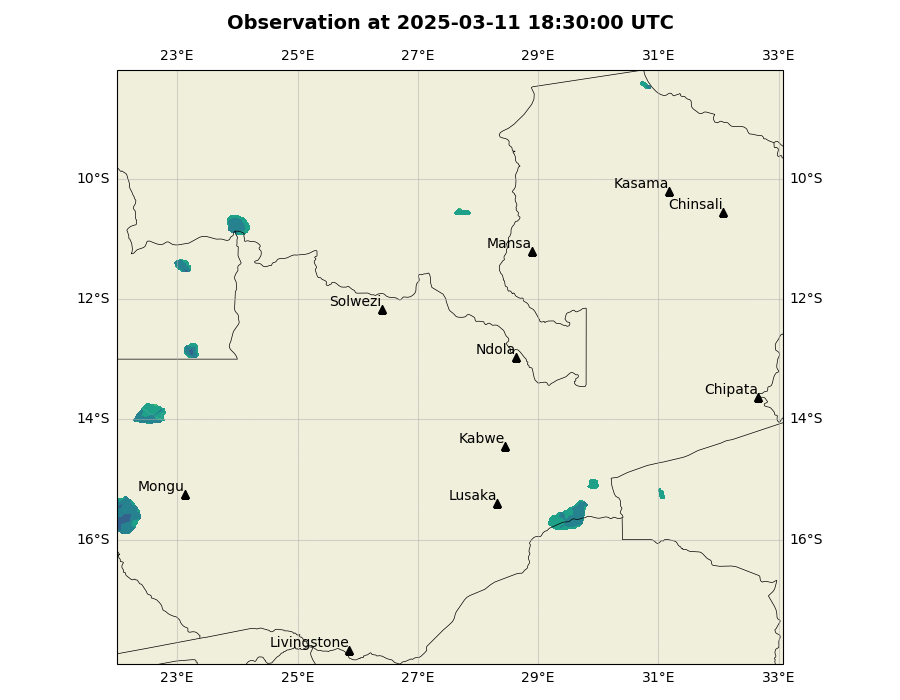 Observation at 2025-03-11 18:30:00 UTC
23°E 25°E 27°E 29°E 31°E 33°E
10°S 10°S
Kasama
Chinsali
Mansa
12°S 12°S
Solwezi
Ndola
Chipata
14°S 14°S
Kabwe
Mongu
Lusaka
16°S 16°S
Livingstone
23°E 25°E 27°E 29°E 31°E 33°E